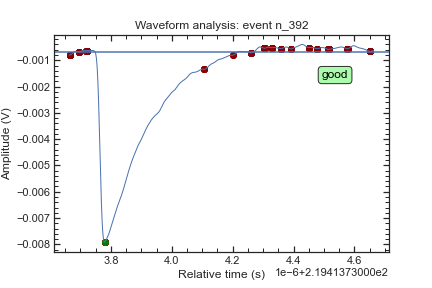 Waveform analysis: event n_392
Amplitude (V)
-0.001
-0.002
-0.003
-0.004
-0.005
-0.006
-0.007
-0.008
good
3.8 4.0 4.2 4.4 4.6
Relative time (s)
1e-6+2.1941373000e2